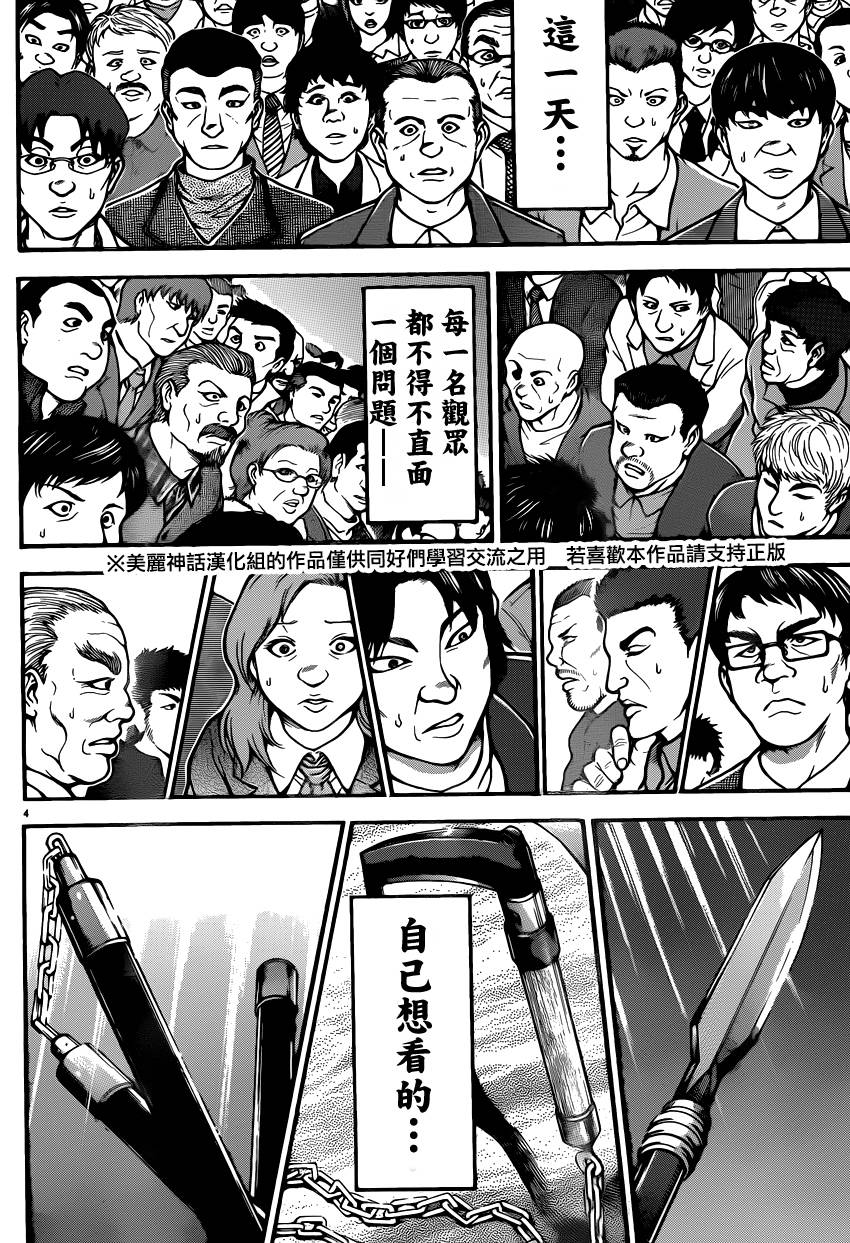 這一天…
每一名觀眾
都不得不直面
一個問題——
※美麗神話漢化組的作品僅供同好們學習交流之用　若喜歡本作品請支持正版
4
自己想看的…